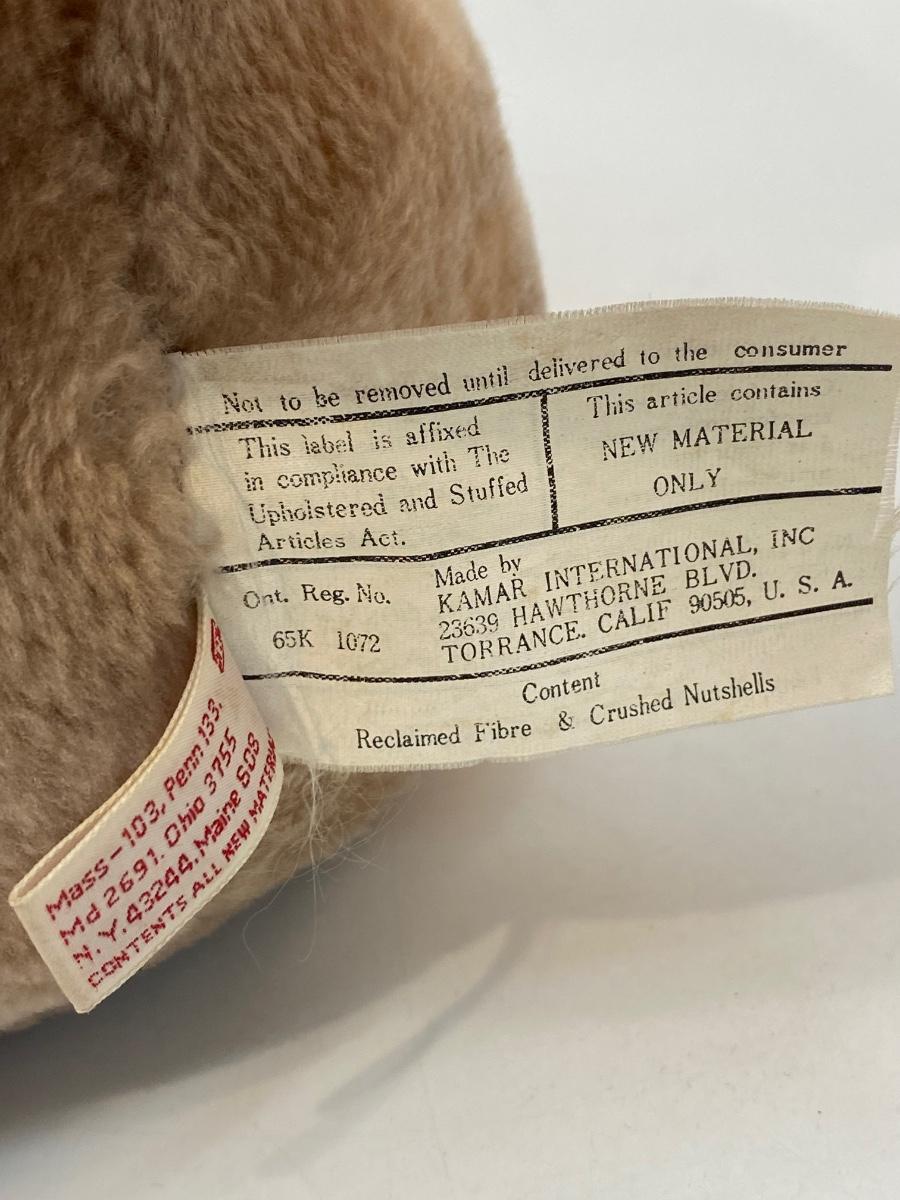 Not to be removed until delivered to the consumer
This label is affixed
in compliance with The
Upholstered and Stuffed
Articles Act.
This article contains
NEW MATERIAL
ONLY
Ont. Reg. No.
65K 1072
Made by
KAMAR INTERNATIONAL, INC
23639 HAWTHORNE BLVD.
TORRANCE. CALIF 90505, U. S. A.
Content
Reclaimed Fibre & Crushed Nutshells
Mass-103, Penn 133.
Md 2691. Ohio 3755
N.Y.43244.Maine 608
CONTENTS ALL NEW